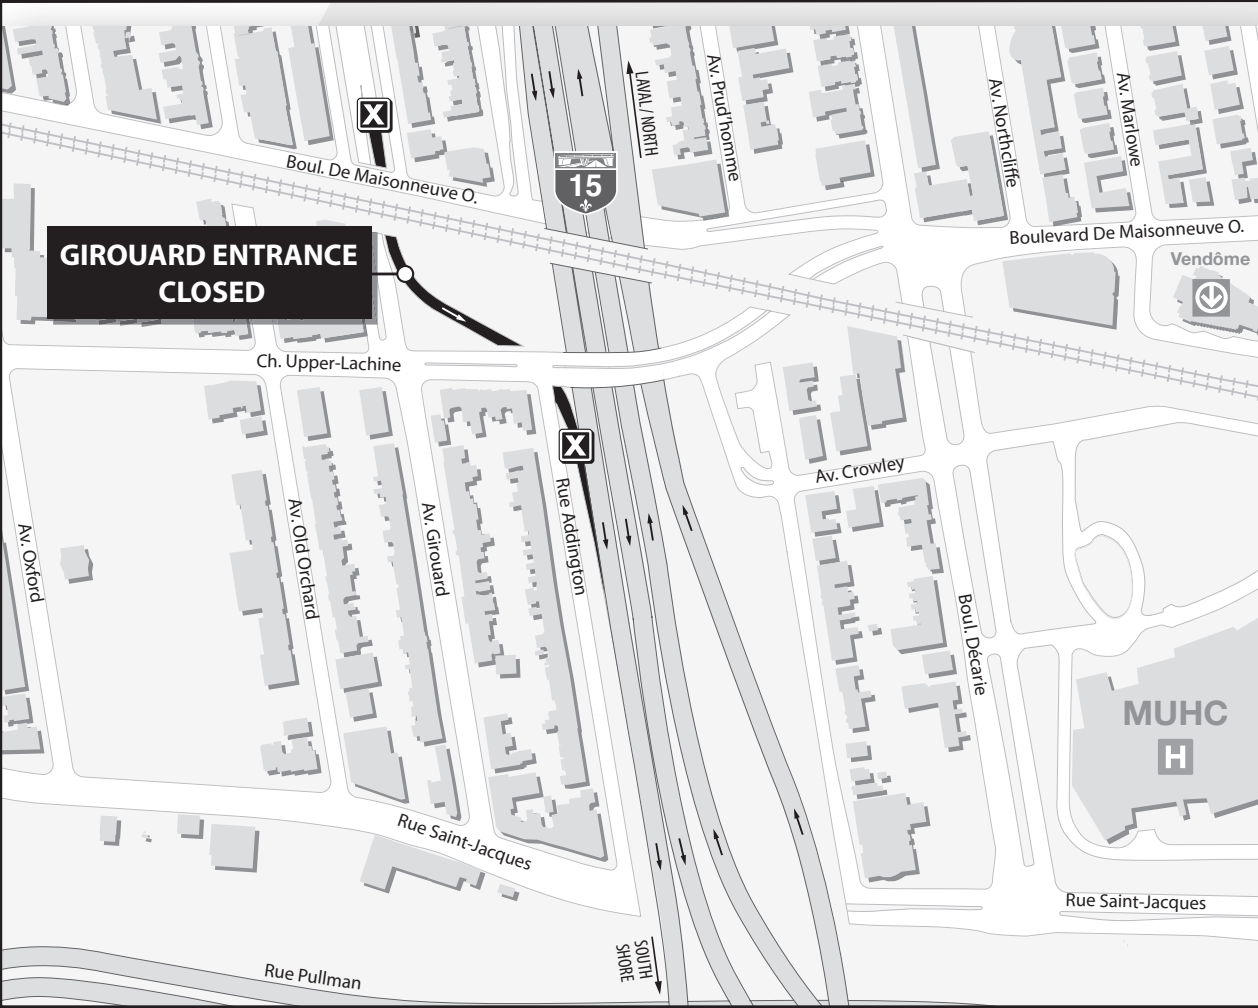 X
LAVAL / NORTH
Av. Prud'homme
Av. Northcliffe
Av. Marlowe
Boul. De Maisonneuve O.
15
Boulevard De Maisonneuve O.
Vendôme
GIROUARD ENTRANCE
CLOSED
Ch. Upper-Lachine
X
Av. Crowley
Av. Oxford
Av. Old Orchard
Av. Girouard
Rue Addington
Boul. Décarie
MUHC
H
Rue Saint-Jacques
Rue Saint-Jacques
SOUTH
SHORE
Rue Pullman